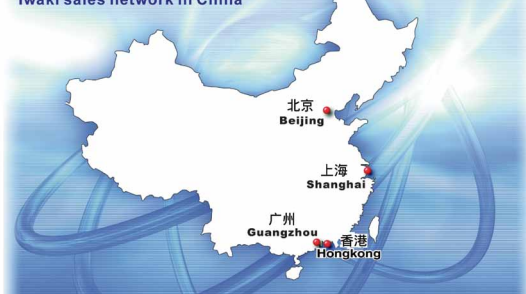 Iwaki sales network in China
北京
Beijing
上海
Shanghai
广州
Guangzhou
香港
Hongkong